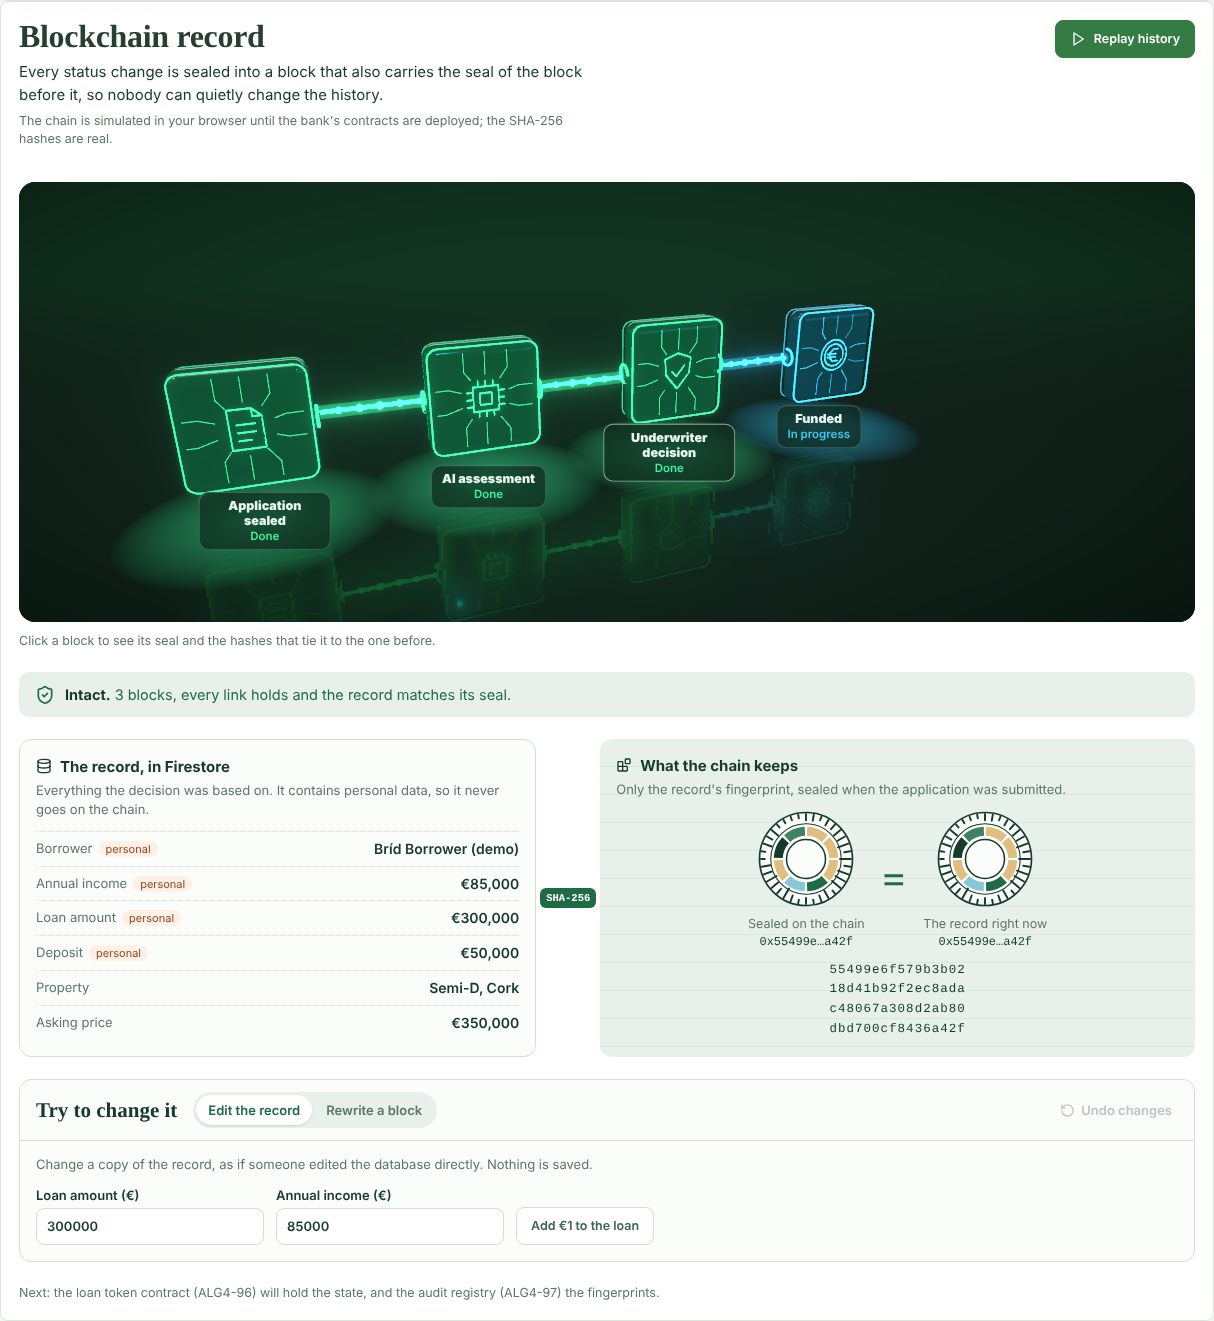 Blockchain record
Replay history
Every status change is sealed into a block that also carries the seal of the block
before it, so nobody can quietly change the history.
The chain is simulated in your browser until the bank's contracts are deployed; the SHA-256
hashes are real.
Application
sealed
Done
AI assessment
Done
Underwriter
decision
Done
Funded
In progress
Click a block to see its seal and the hashes that tie it to the one before.
Intact. 3 blocks, every link holds and the record matches its seal.
The record, in Firestore
Everything the decision was based on. It contains personal data, so it never
goes on the chain.
Borrower personal Bríd Borrower (demo)
Annual income personal €85,000
Loan amount personal €300,000
Deposit personal €50,000
Property Semi-D, Cork
Asking price €350,000
SHA-256
What the chain keeps
Only the record's fingerprint, sealed when the application was submitted.
=
Sealed on the chain
0x55499e…a42f
The record right now
0x55499e…a42f
55499e6f579b3b02
18d41b92f2ec8ada
c48067a308d2ab80
dbd700cf8436a42f
Try to change it
Edit the record
Rewrite a block
Undo changes
Change a copy of the record, as if someone edited the database directly. Nothing is saved.
Loan amount (€)
300000
Annual income (€)
85000
Add €1 to the loan
Next: the loan token contract (ALG4-96) will hold the state, and the audit registry (ALG4-97) the fingerprints.